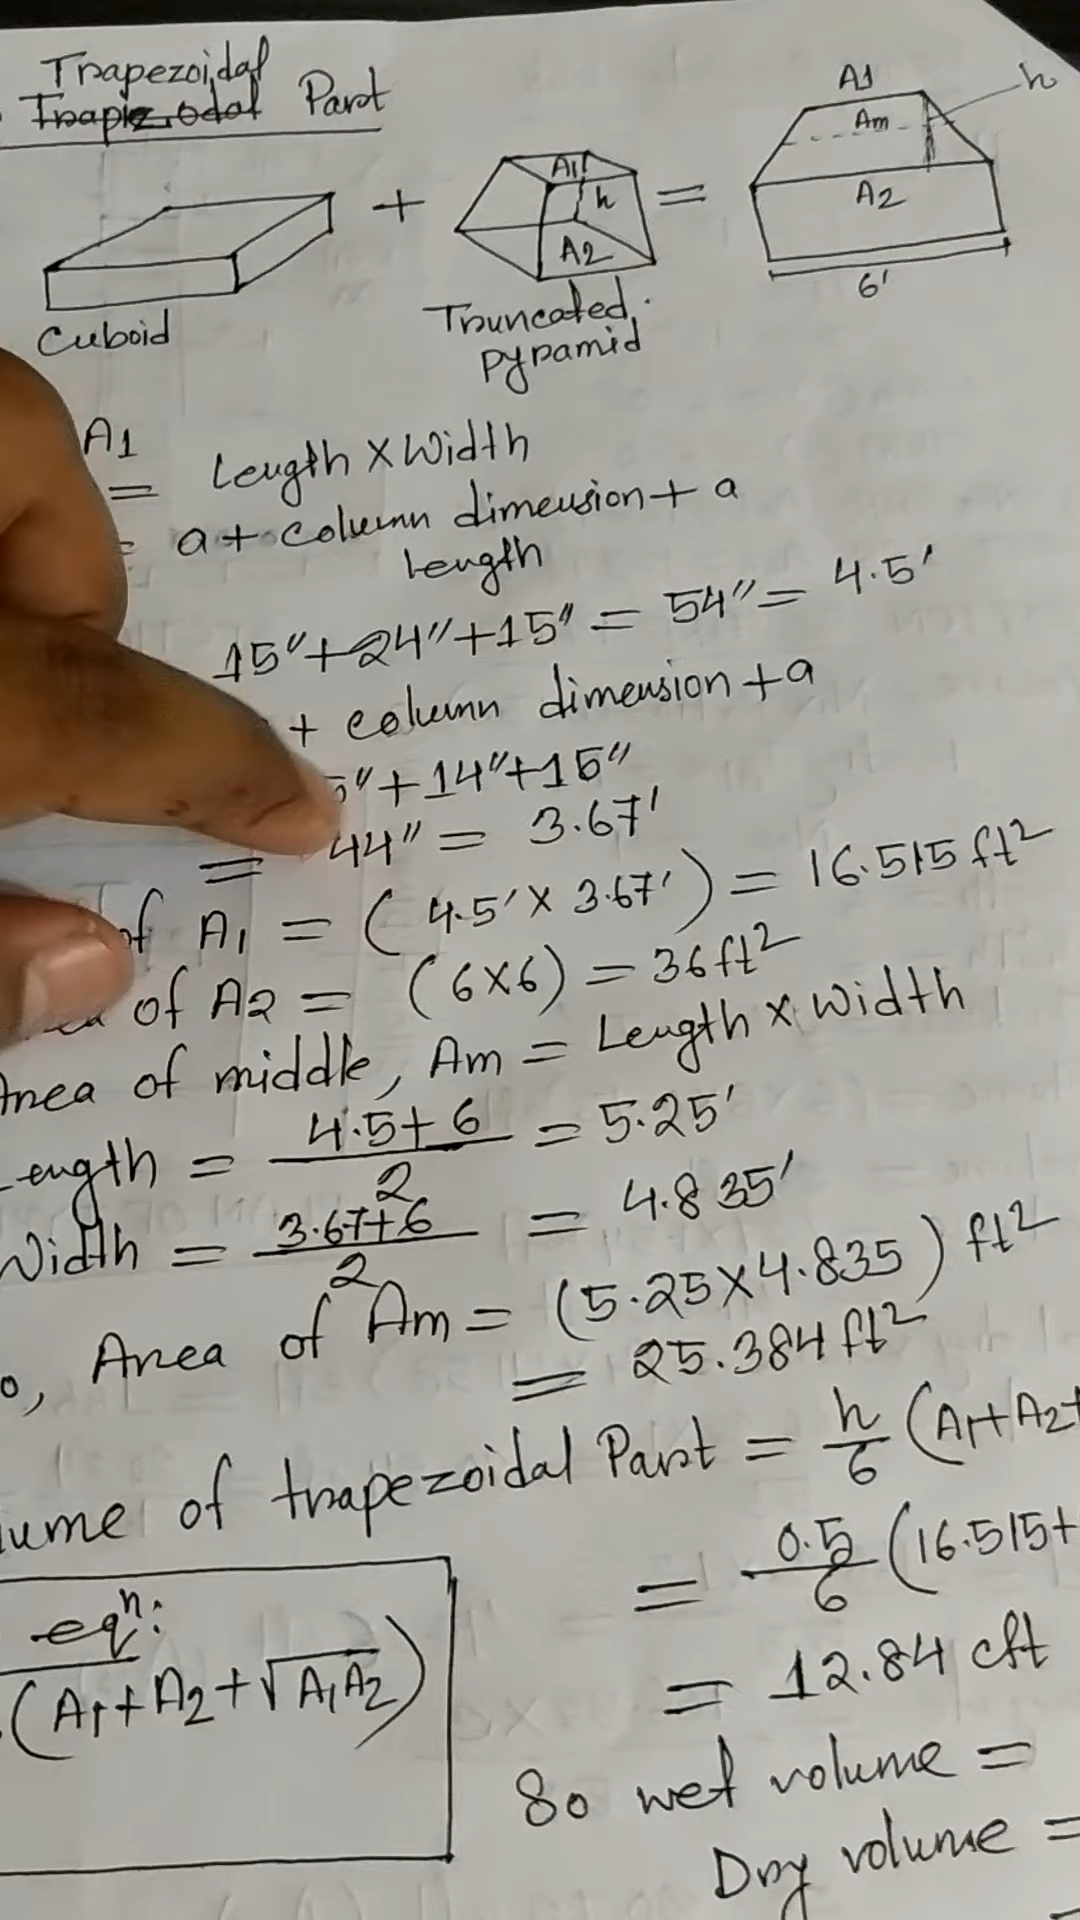 Trapezoidal
Part
A1
Am
h
A2
6'
+
A1
h
A2
=
Cuboid
Truncated
pyramid
A1
= Length X Width
= a + column dimension + a
length
15" + 24" + 15" = 54" = 4.5'
+ column dimension + a
5" + 14" + 15"
= 44" = 3.67'
of A1 = (4.5' X 3.67') = 16.515 ft²
of A2 = (6X6) = 36 ft²
Area of middle, Am = Length X Width
Length = 4.5+6/2 = 5.25'
Width = 3.67+6/2 = 4.835'
So, Area of Am = (5.25X4.835) ft²
= 25.384 ft²
lume of trapezoidal Part = h/6 (A1+A2+
= 0.5/6 (16.515+
= 12.84 cft
eqⁿ:
(A1+A2+√A1A2)
So wet volume =
Dry volume =